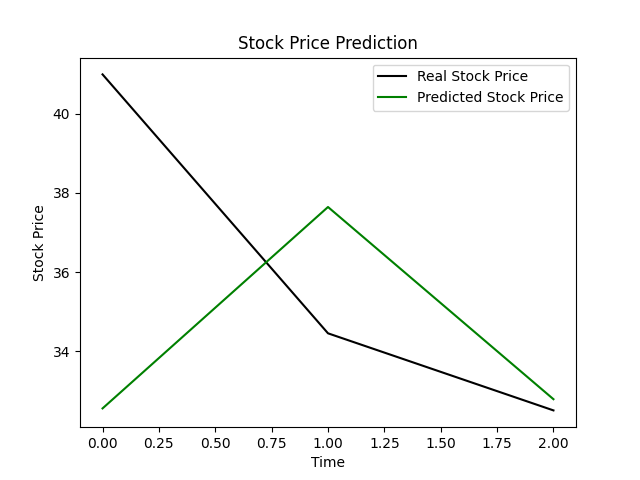 Stock Price Prediction
Real Stock Price
Predicted Stock Price
Stock Price
40
38
36
34
0.00 0.25 0.50 0.75 1.00 1.25 1.50 1.75 2.00
Time